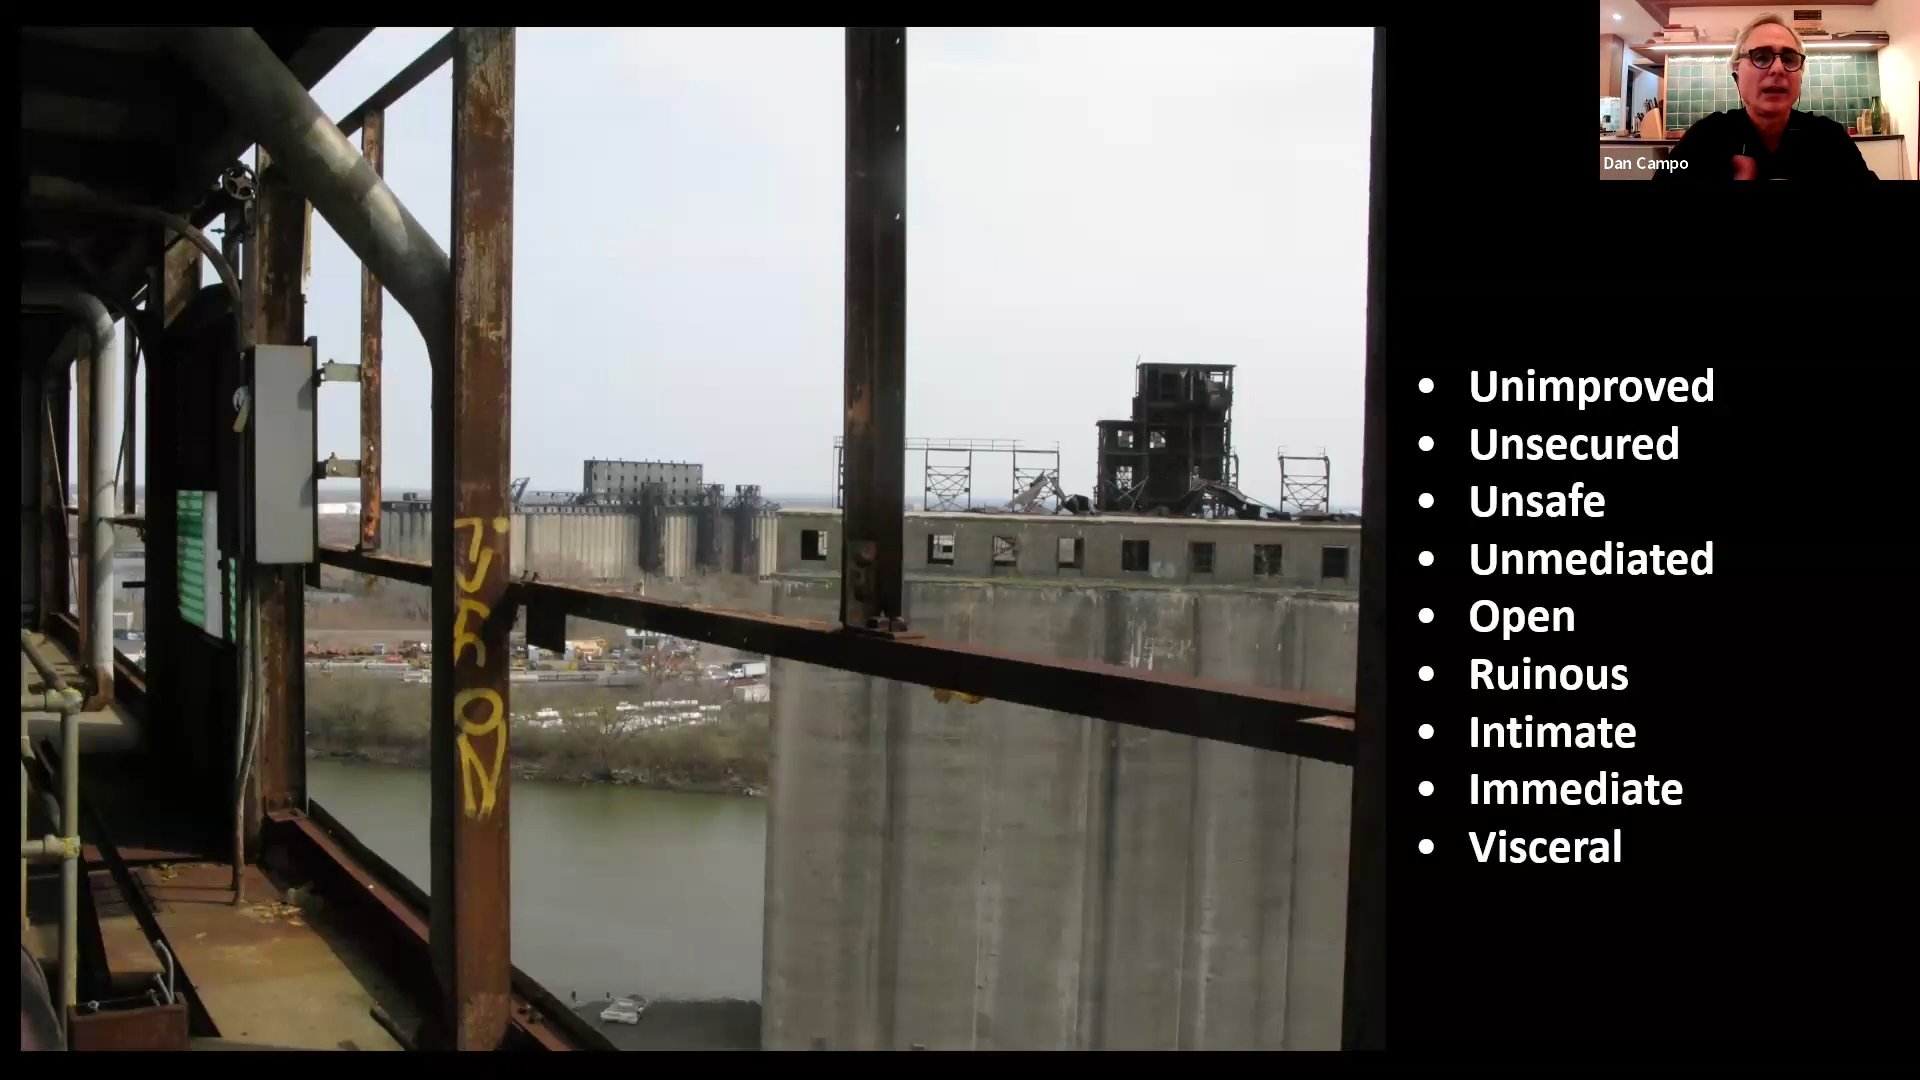 Dan Campo
• Unimproved
• Unsecured
• Unsafe
• Unmediated
• Open
• Ruinous
• Intimate
• Immediate
• Visceral